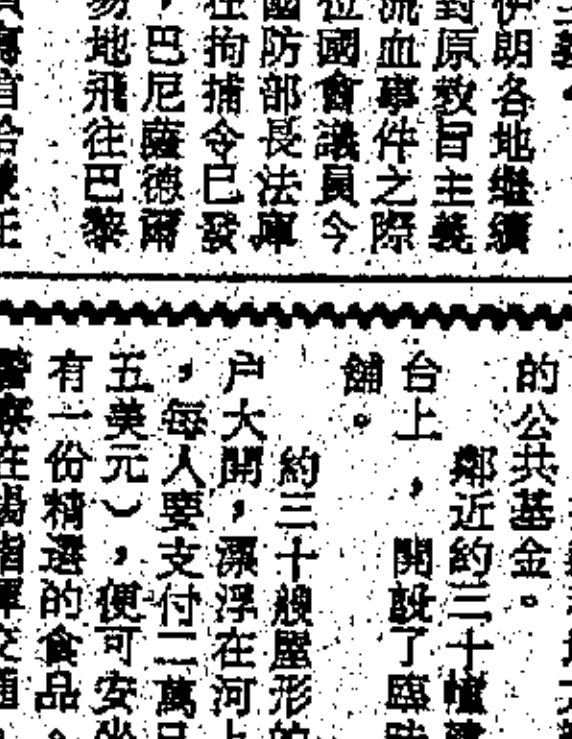 伊朗各地繼續
對原教旨主義
流血事件之際
位國會議員今
國防部長法庫
在拘捕令已發
，巴尼薩德爾
易地飛往巴黎
的公共基金。
鄰近約三十幢
台上，開設了臨
舖。
約三十艘屋形的
户大開，漂浮在河上
，每人要支付二萬
五美元），便可安坐
有一份精選的食品。